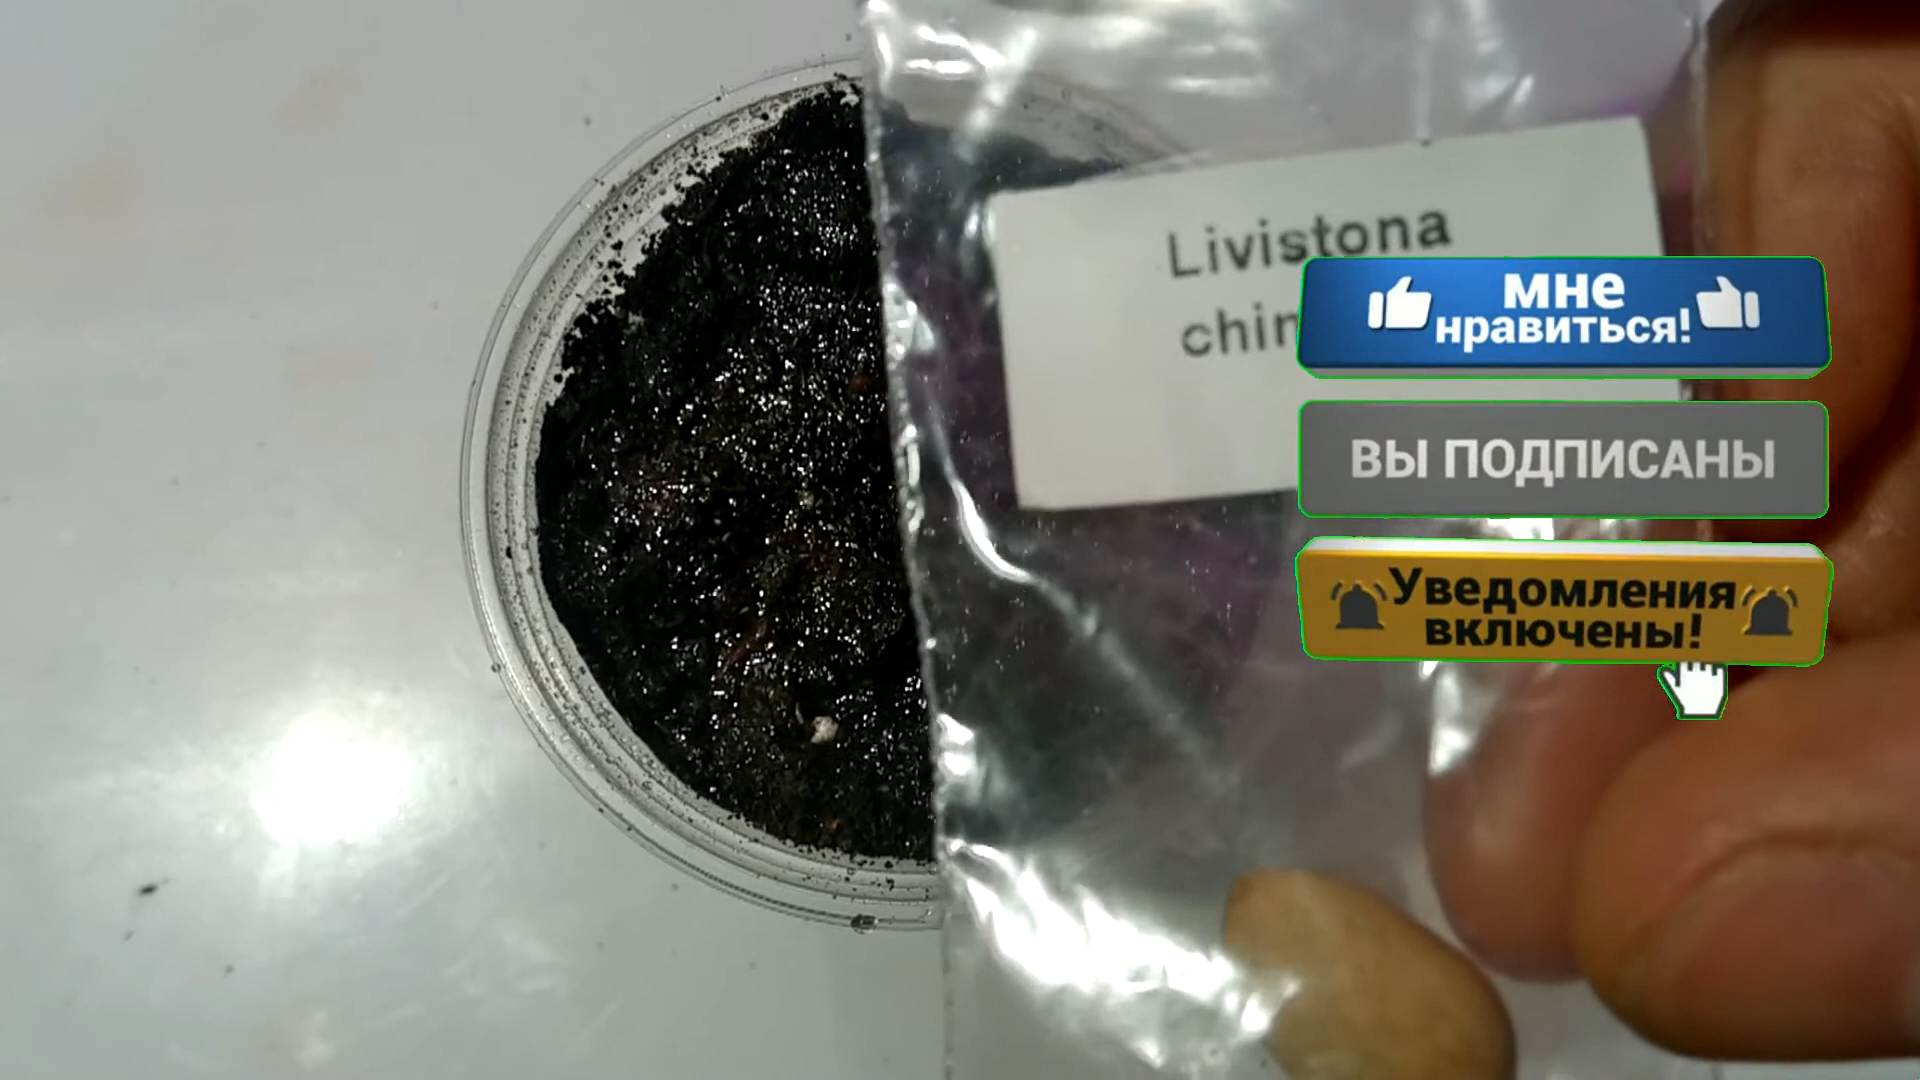 Livistona
chin
мне
нравиться!
ВЫ ПОДПИСАНЫ
Уведомления
включены!